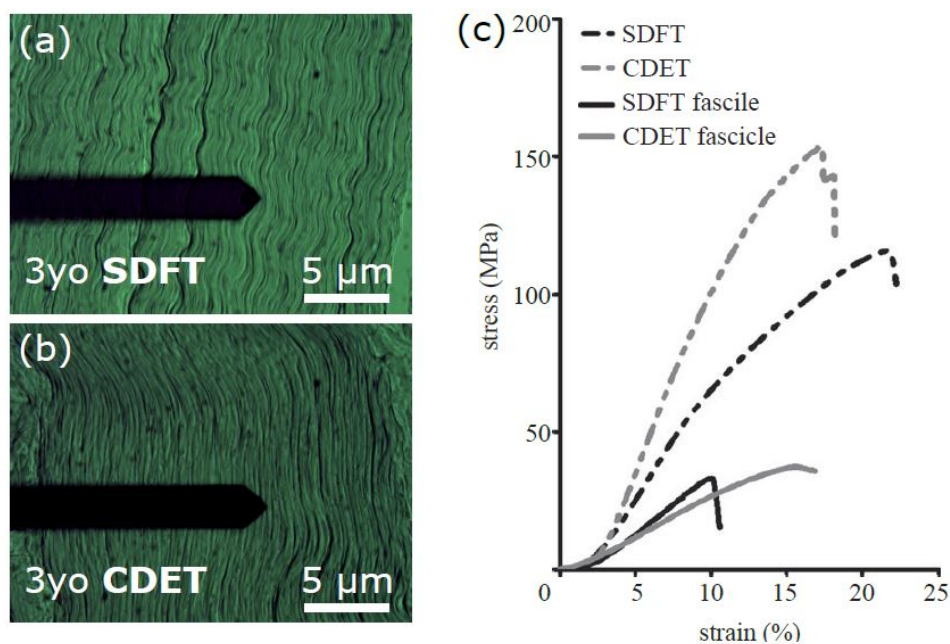 (a)
3yo SDFT
5 μm
(b)
3yo CDET
5 μm
(c)
200
150
100
50
stress (MPa)
SDFT
CDET
SDFT fascile
CDET fascicle
0
5
10
15
20
25
strain (%)